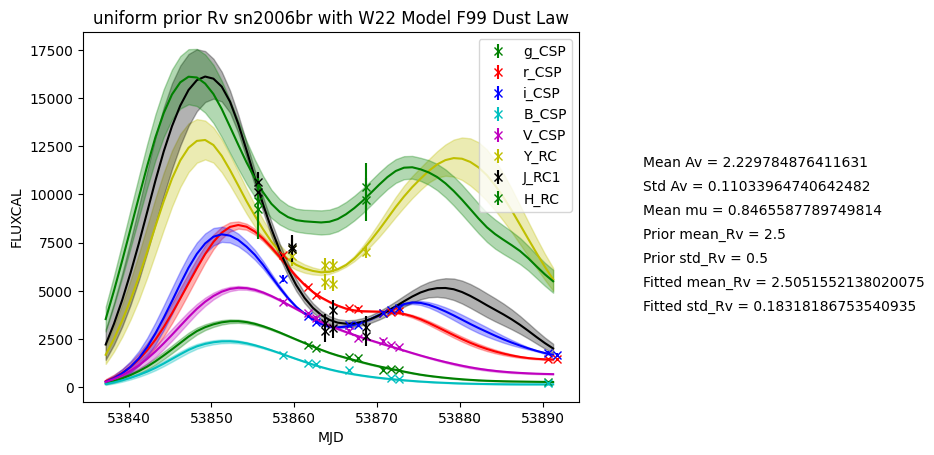 uniform prior Rv sn2006br with W22 Model F99 Dust Law
FLUXCAL
17500
15000
12500
10000
7500
5000
2500
0
53840
53850
53860
53870
53880
53890
MJD
g_CSP
r_CSP
i_CSP
B_CSP
V_CSP
Y_RC
J_RC1
H_RC
Mean Av = 2.229784876411631
Std Av = 0.11033964740642482
Mean mu = 0.8465587789749814
Prior mean_Rv = 2.5
Prior std_Rv = 0.5
Fitted mean_Rv = 2.5051552138020075
Fitted std_Rv = 0.18318186753540935